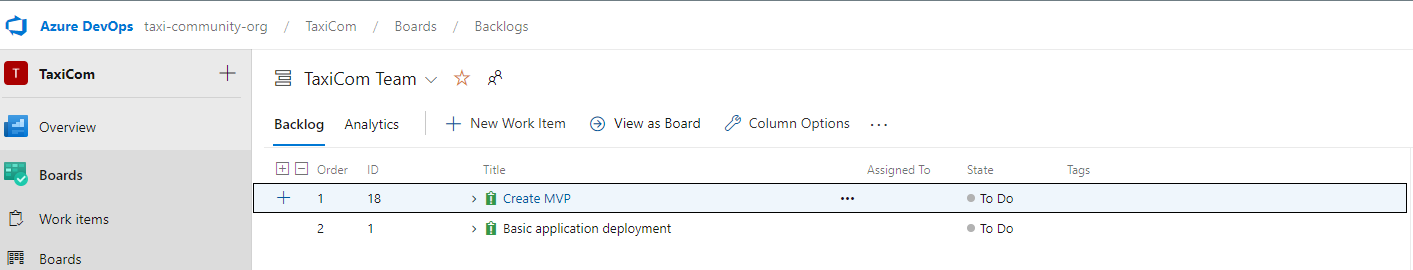 Azure DevOps taxi-community-org / TaxiCom / Boards / Backlogs
T TaxiCom
TaxiCom Team
Overview
Backlog Analytics New Work Item View as Board Column Options ...
Order ID Title Assigned To State Tags
Boards
1 18 Create MVP ... To Do
Work items
2 1 Basic application deployment To Do
Boards